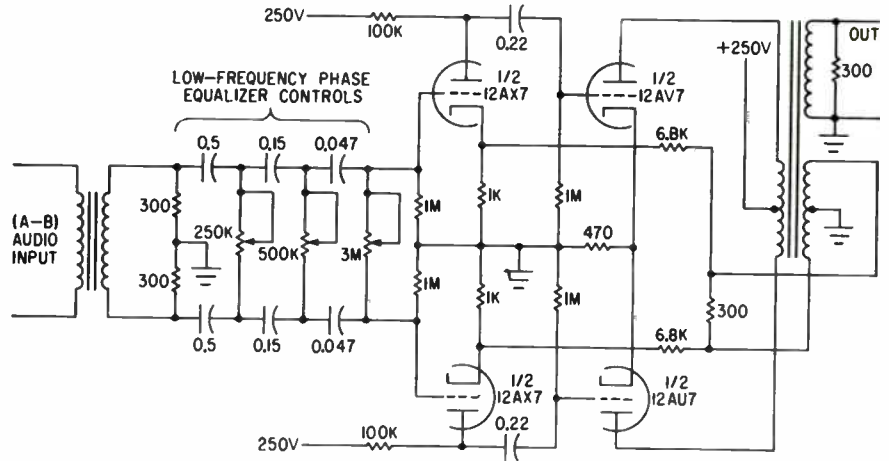 250V
100K
0.22
LOW-FREQUENCY PHASE
EQUALIZER CONTROLS
1/2
12AX7
1/2
12AV7
+250V
OUT
300
0.5
0.15
0.047
6.8K
(A-B)
AUDIO
INPUT
300
250K
500K
3M
1M
1K
1M
470
300
1M
1K
1M
300
0.5
0.15
0.047
6.8K
1/2
12AX7
1/2
12AU7
250V
100K
0.22